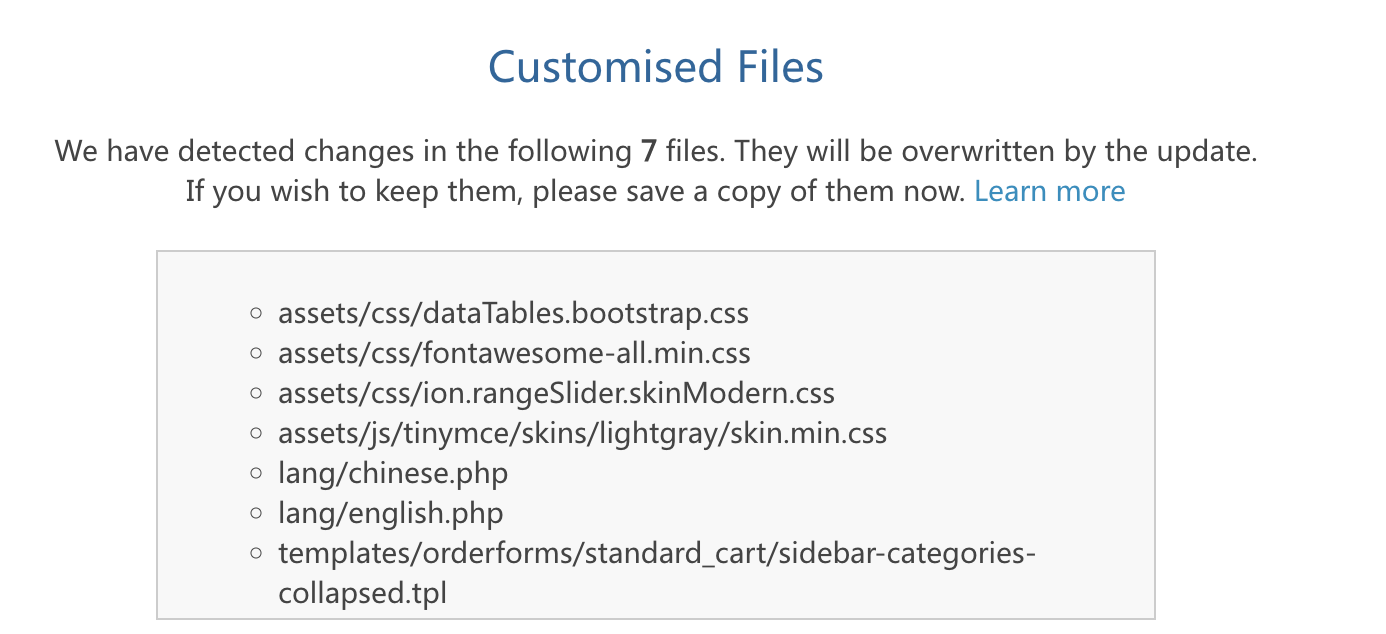 Customised Files
We have detected changes in the following 7 files. They will be overwritten by the update.
If you wish to keep them, please save a copy of them now. Learn more
assets/css/dataTables.bootstrap.css
assets/css/fontawesome-all.min.css
assets/css/ion.rangeSlider.skinModern.css
assets/js/tinymce/skins/lightgray/skin.min.css
lang/chinese.php
lang/english.php
templates/orderforms/standard_cart/sidebar-categories-
collapsed.tpl